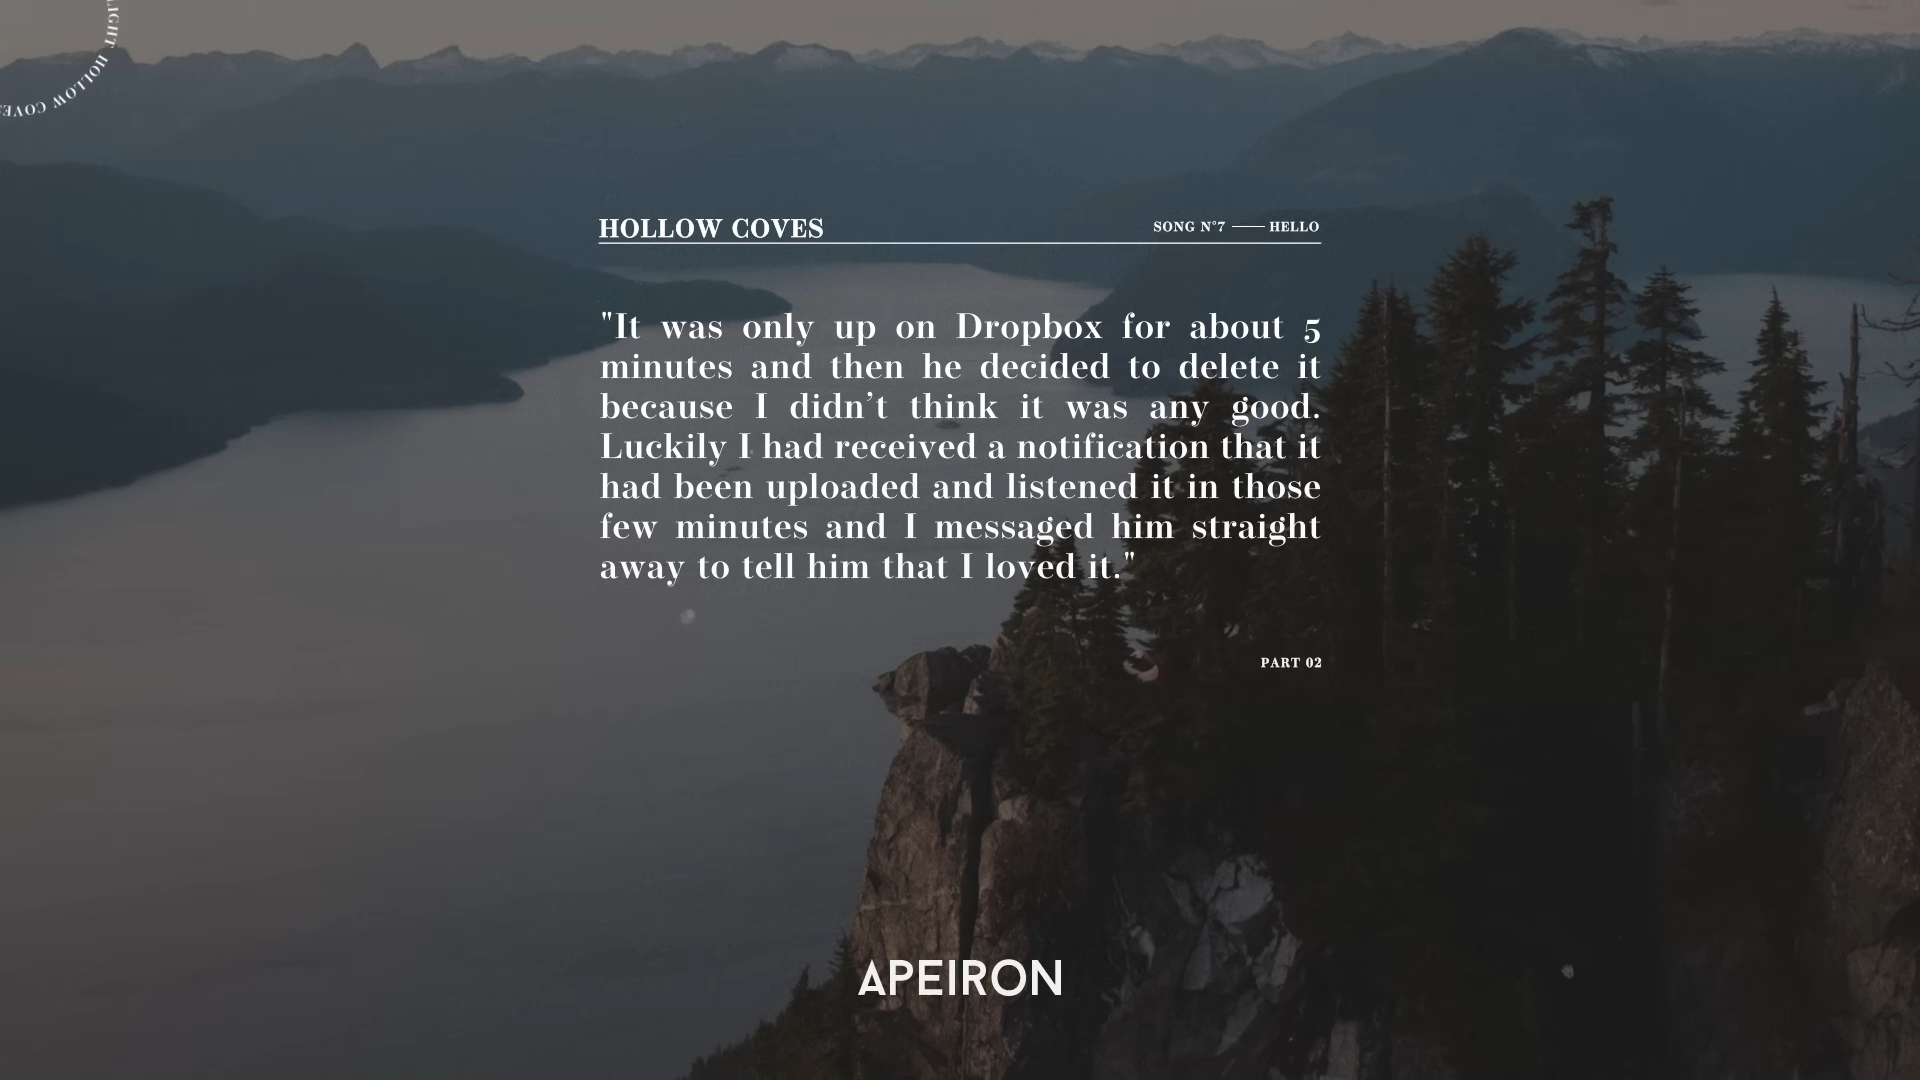 LIGHT HOLLOW COVES
HOLLOW COVES
SONG N°7 — HELLO
"It was only up on Dropbox for about 5
minutes and then he decided to delete it
because I didn’t think it was any good.
Luckily I had received a notification that it
had been uploaded and listened it in those
few minutes and I messaged him straight
away to tell him that I loved it."
PART 02
APEIRON